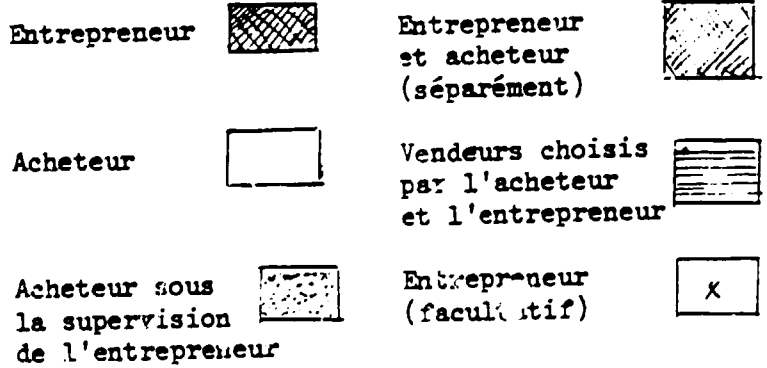 Entrepreneur
Acheteur
Acheteur sous
la supervision
de l'entrepreneur
Entrepreneur
et acheteur
(séparément)
Vendeurs choisis
par l'acheteur
et l'entrepreneur
Entrepreneur
(facultatif)
X